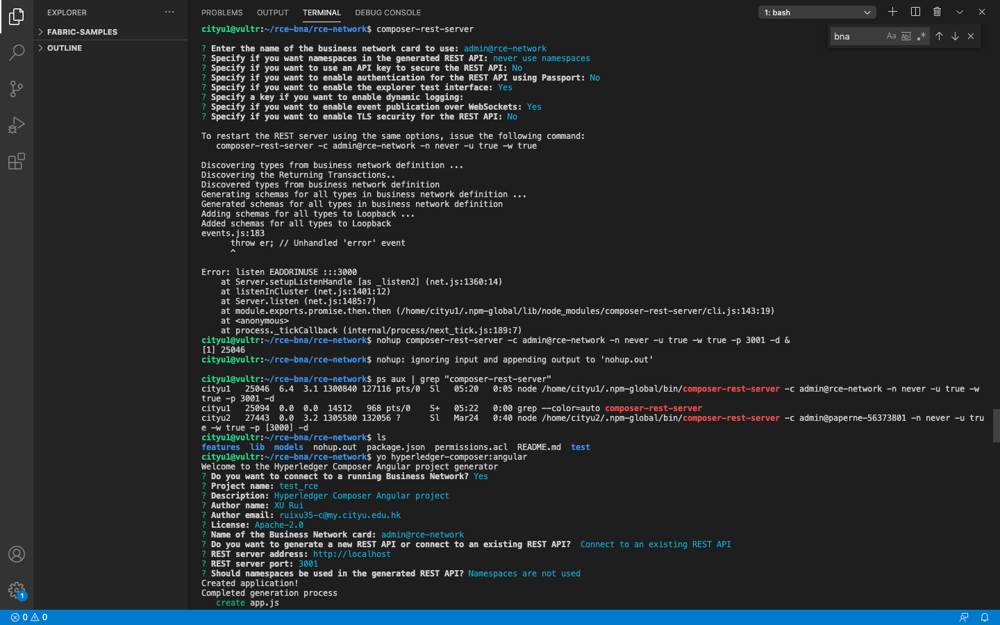 EXPLORER
FABRIC-SAMPLES
OUTLINE
PROBLEMS OUTPUT TERMINAL DEBUG CONSOLE
1: bash
bna
Aa Abl .*
cityu1@vultr:~/rce-bna/rce-network$ composer-rest-server
? Enter the name of the business network card to use: admin@rce-network
? Specify if you want namespaces in the generated REST API: never use namespaces
? Specify if you want to use an API key to secure the REST API: No
? Specify if you want to enable authentication for the REST API using Passport: No
? Specify if you want to enable the explorer test interface: Yes
? Specify a key if you want to enable dynamic logging:
? Specify if you want to enable event publication over WebSockets: Yes
? Specify if you want to enable TLS security for the REST API: No
To restart the REST server using the same options, issue the following command:
composer-rest-server -c admin@rce-network -n never -u true -w true
Discovering types from business network definition ...
Discovering the Returning Transactions..
Discovered types from business network definition
Generating schemas for all types in business network definition ...
Generated schemas for all types in business network definition
Adding schemas for all types to Loopback ...
Added schemas for all types to Loopback
events.js:183
throw er; // Unhandled 'error' event
^
Error: listen EADDRINUSE :::3000
at Server.setupListenHandle [as _listen2] (net.js:1360:14)
at listenInCluster (net.js:1401:12)
at Server.listen (net.js:1485:7)
at module.exports.promise.then.then (/home/cityu1/.npm-global/lib/node_modules/composer-rest-server/cli.js:143:19)
at <anonymous>
at process._tickCallback (internal/process/next_tick.js:189:7)
cityu1@vultr:~/rce-bna/rce-network$ nohup composer-rest-server -c admin@rce-network -n never -u true -w true -p 3001 -d &
[1] 25046
cityu1@vultr:~/rce-bna/rce-network$ nohup: ignoring input and appending output to 'nohup.out'
cityu1@vultr:~/rce-bna/rce-network$ ps aux | grep "composer-rest-server"
cityu1 25046 6.4 3.1 1300840 127116 pts/0 Sl 05:20 0:05 node /home/cityu1/.npm-global/bin/composer-rest-server -c admin@rce-network -n never -u true -w
true -p 3001 -d
cityu1 25094 0.0 0.0 14512 968 pts/0 S+ 05:22 0:00 grep --color=auto composer-rest-server
cityu2 27443 0.0 3.2 1305580 132056 ? Sl Mar24 0:40 node /home/cityu2/.npm-global/bin/composer-rest-server -c admin@paperne-56373801 -n never -u tru
e -w true -p [3000] -d
cityu1@vultr:~/rce-bna/rce-network$ ls
features lib models nohup.out package.json permissions.acl README.md test
cityu1@vultr:~/rce-bna/rce-network$ yo hyperledger-composer:angular
Welcome to the Hyperledger Composer Angular project generator
? Do you want to connect to a running Business Network? Yes
? Project name: test_rce
? Description: Hyperledger Composer Angular project
? Author name: XU Rui
? Author email: ruixu35-c@my.cityu.edu.hk
? License: Apache-2.0
? Name of the Business Network card: admin@rce-network
? Do you want to generate a new REST API or connect to an existing REST API? Connect to an existing REST API
? REST server address: http://localhost
? REST server port: 3001
? Should namespaces be used in the generated REST API? Namespaces are not used
Created application!
Completed generation process
create app.js
1
0 0